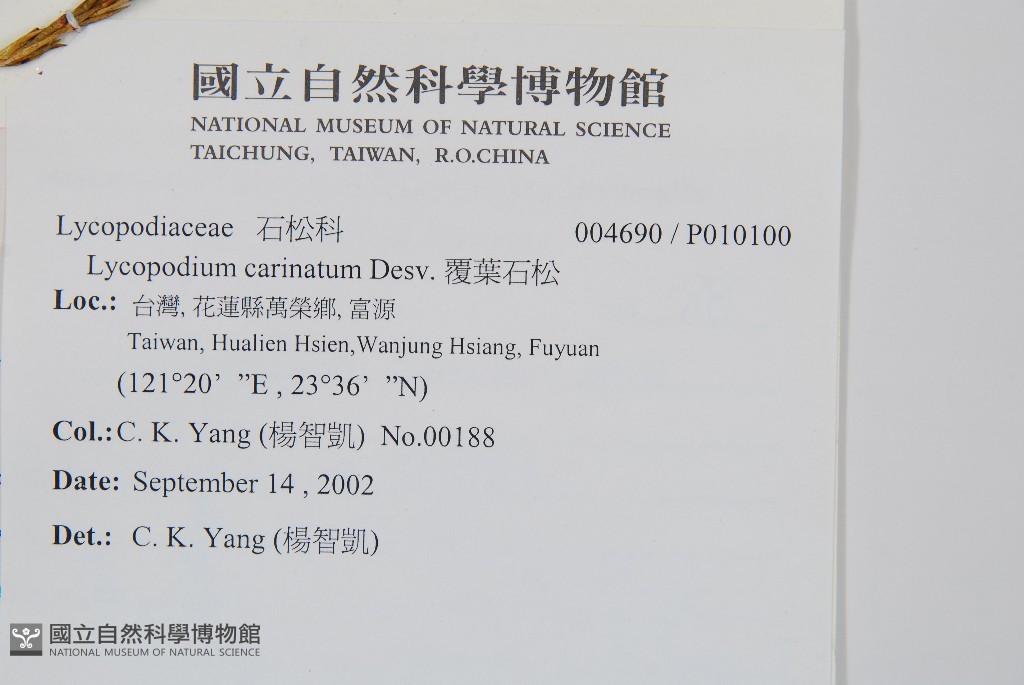 國立自然科學博物館
NATIONAL MUSEUM OF NATURAL SCIENCE
TAICHUNG, TAIWAN, R.O.CHINA
Lycopodiaceae 石松科 004690 / P010100
Lycopodium carinatum Desv. 覆葉石松
Loc.: 台灣, 花蓮縣萬榮鄉, 富源
Taiwan, Hualien Hsien,Wanjung Hsiang, Fuyuan
(121°20’ ”E , 23°36’ ”N)
Col.: C. K. Yang (楊智凱) No.00188
Date: September 14 , 2002
Det.: C. K. Yang (楊智凱)
國立自然科學博物館
NATIONAL MUSEUM OF NATURAL SCIENCE